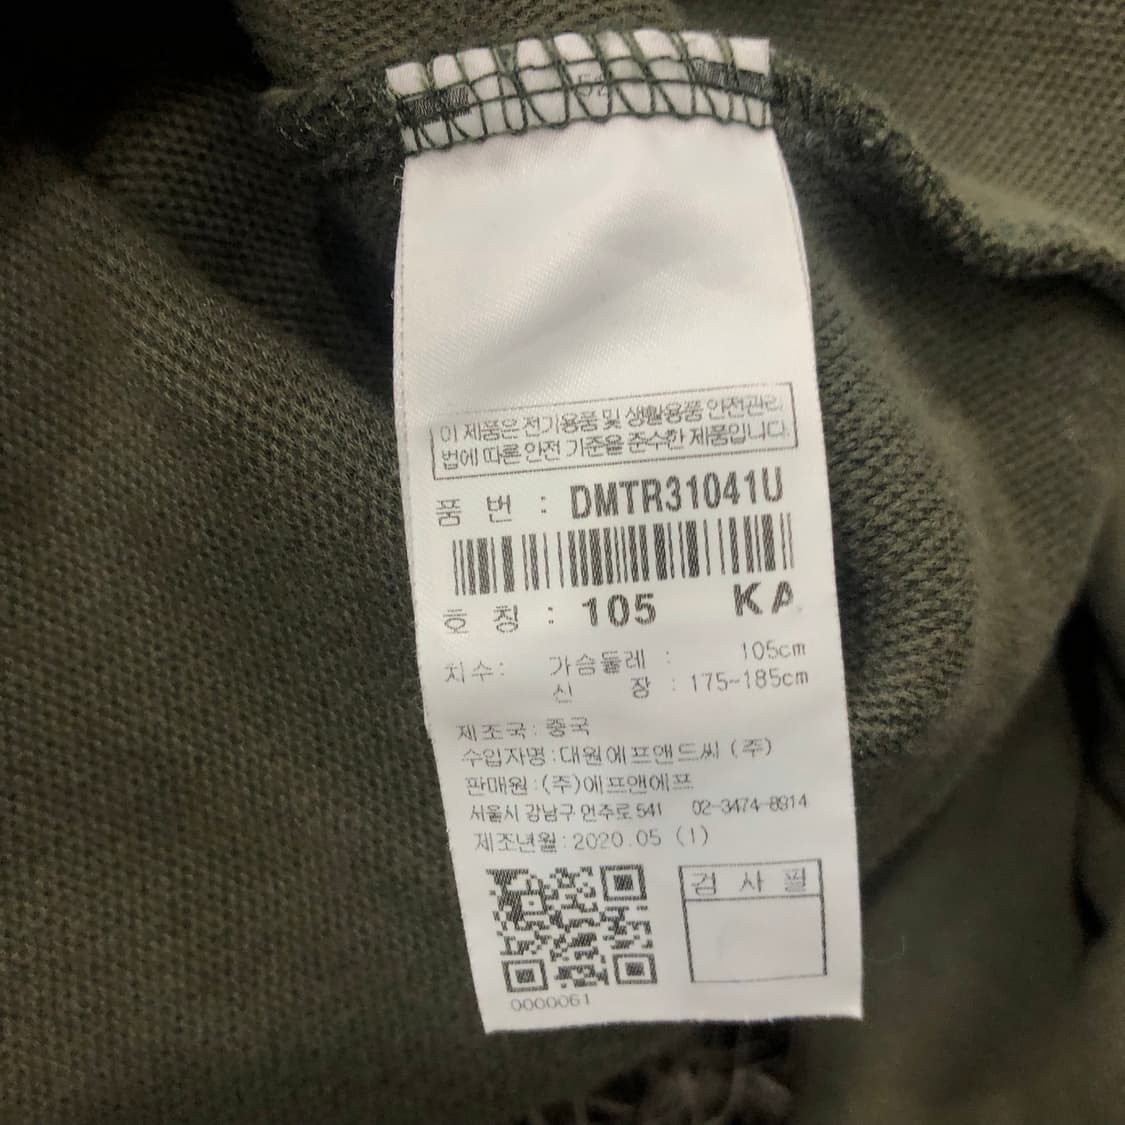 이 제품은 전기용품 및 생활용품 안전관리
법에 따른 안전 기준을 준수한 제품입니다.
품 번 : DMTR31041U
호 칭 : 105 KA
치수: 가슴둘레 : 105cm
신 장 : 175~185cm
제조국: 중국
수입자명:대원에프앤드씨 (주)
판매원:(주)에프앤에프
서울시 강남구 언주로 541 02-3474-8914
제조년월:2020.05 (1)
검 사 필
0000061